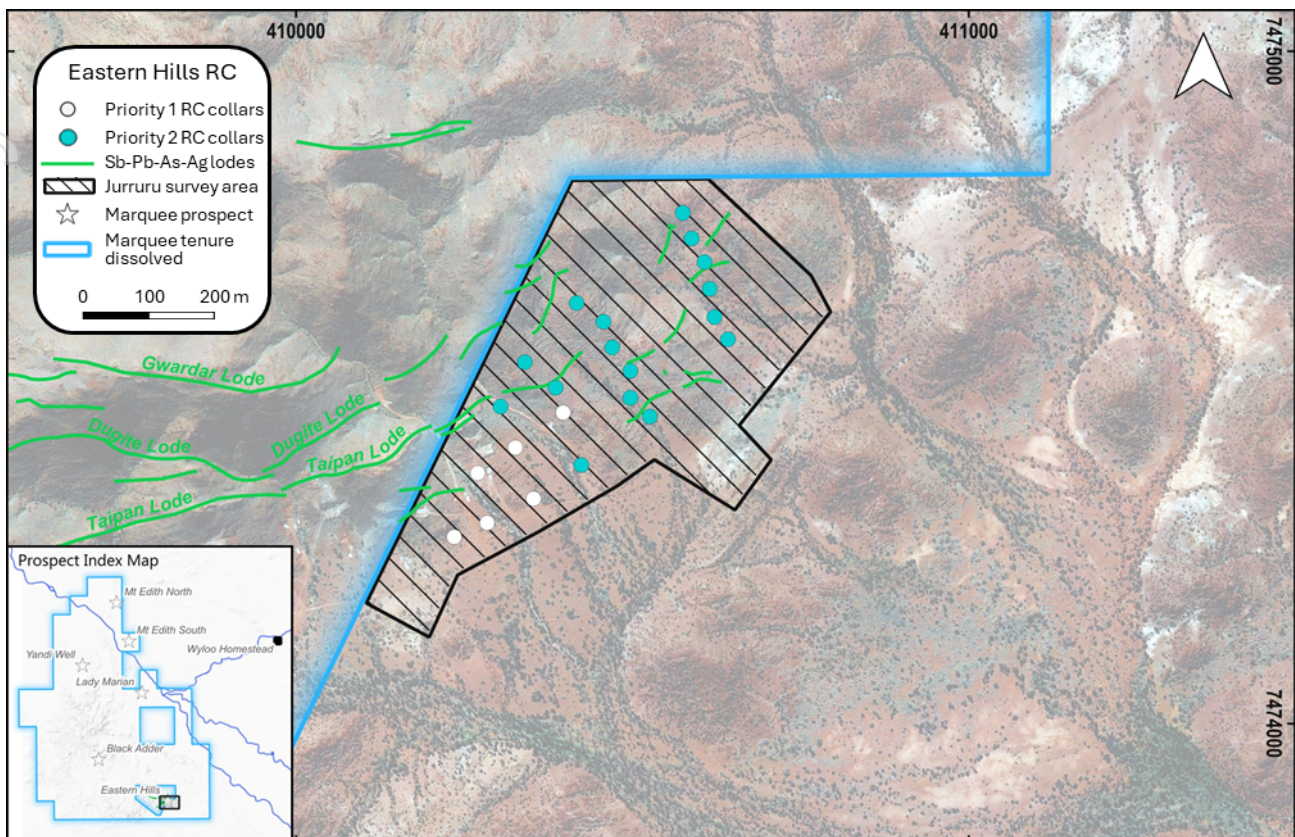 410000
411000
7475000
Eastern Hills RC
Priority 1 RC collars
Priority 2 RC collars
Sb-Pb-As-Ag lodes
Jurruru survey area
Marquee prospect
Marquee tenure
dissolved
0 100 200 m
Gwardar Lode
Dugite Lode
Dugite Lode
Taipan Lode
Taipan Lode
7474000
Prospect Index Map
Mt Edith North
Mt Edith South
Wyloo Homestead
Yandi Well
Lady Marian
Black Adder
Eastern Hills